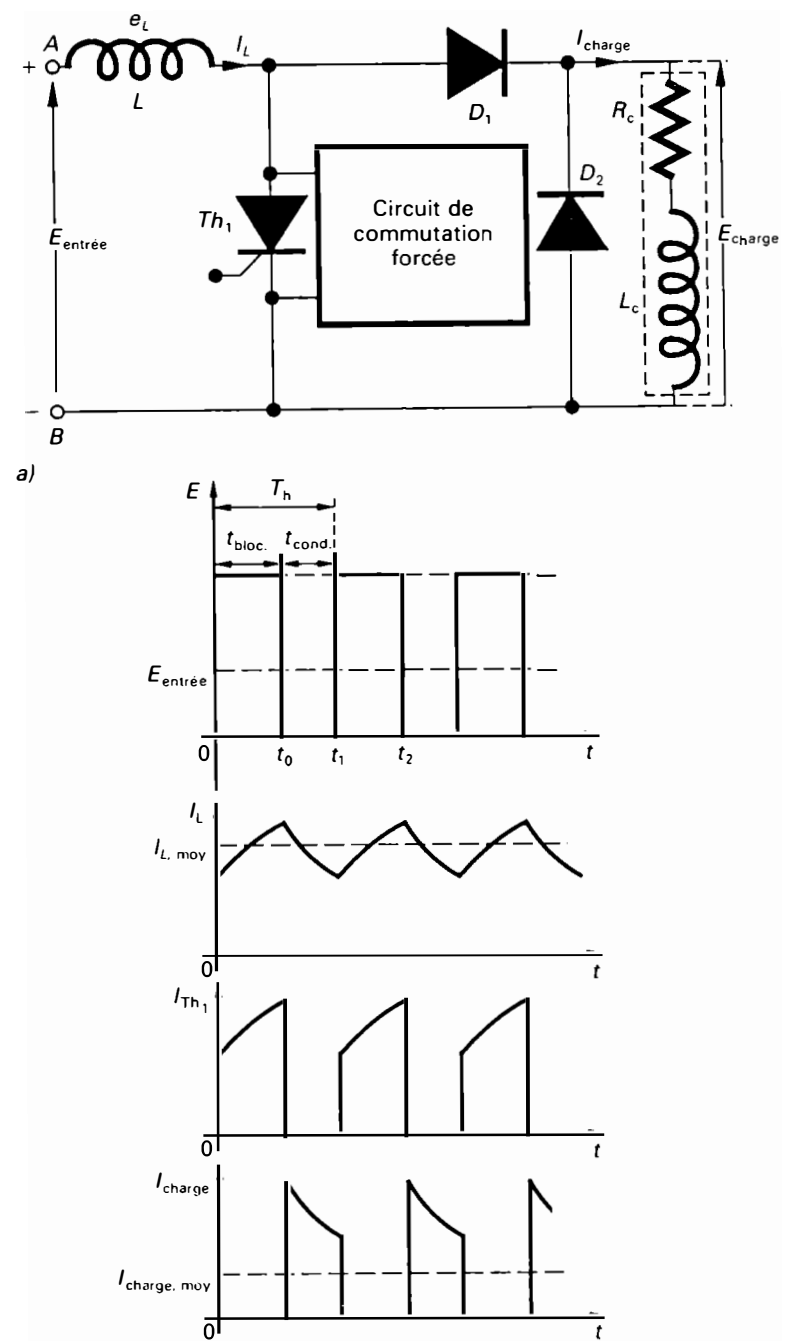 e_L
A
I_L
I_charge
+
L
D_1
R_c
D_2
Th_1
Circuit de
commutation
forcée
E_entrée
E_charge
L_c
−
B
a)
E
T_h
t_bloc.
t_cond.
E_entrée
0
t_0
t_1
t_2
t
I_L
I_L, moy
0
t
I_Th_1
0
t
I_charge
I_charge, moy
0
t